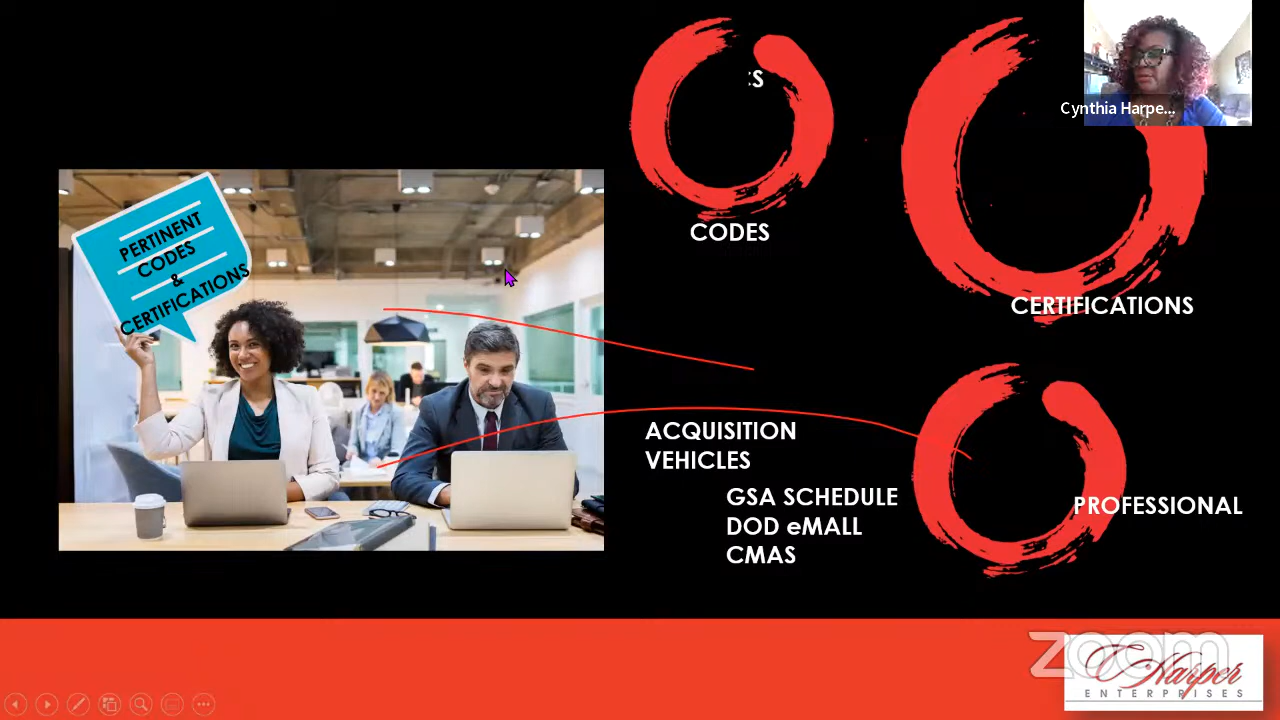 PERTINENT
CODES
&
CERTIFICATIONS
CODES
Cynthia Harpe...
CERTIFICATIONS
ACQUISITION
VEHICLES
GSA SCHEDULE
DOD eMALL
CMAS
PROFESSIONAL
zoom
C Harper
ENTERPRISES